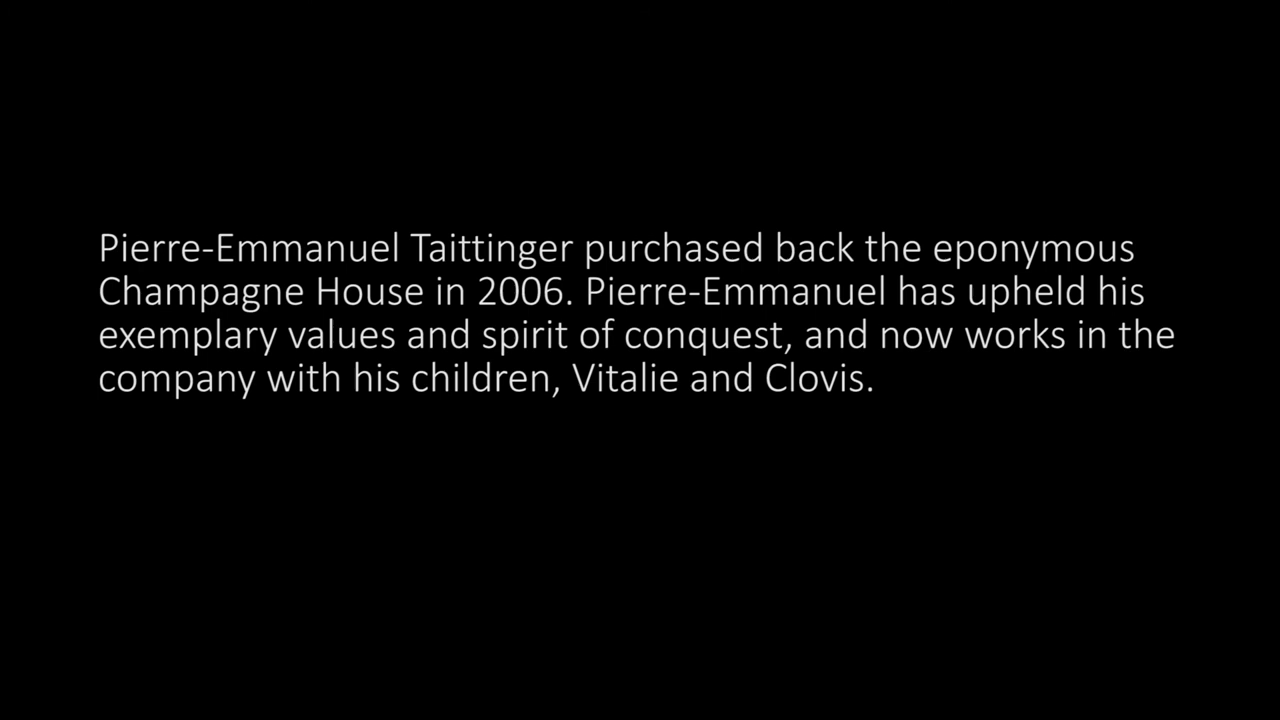 Pierre-Emmanuel Taittinger purchased back the eponymous
Champagne House in 2006. Pierre-Emmanuel has upheld his
exemplary values and spirit of conquest, and now works in the
company with his children, Vitalie and Clovis.